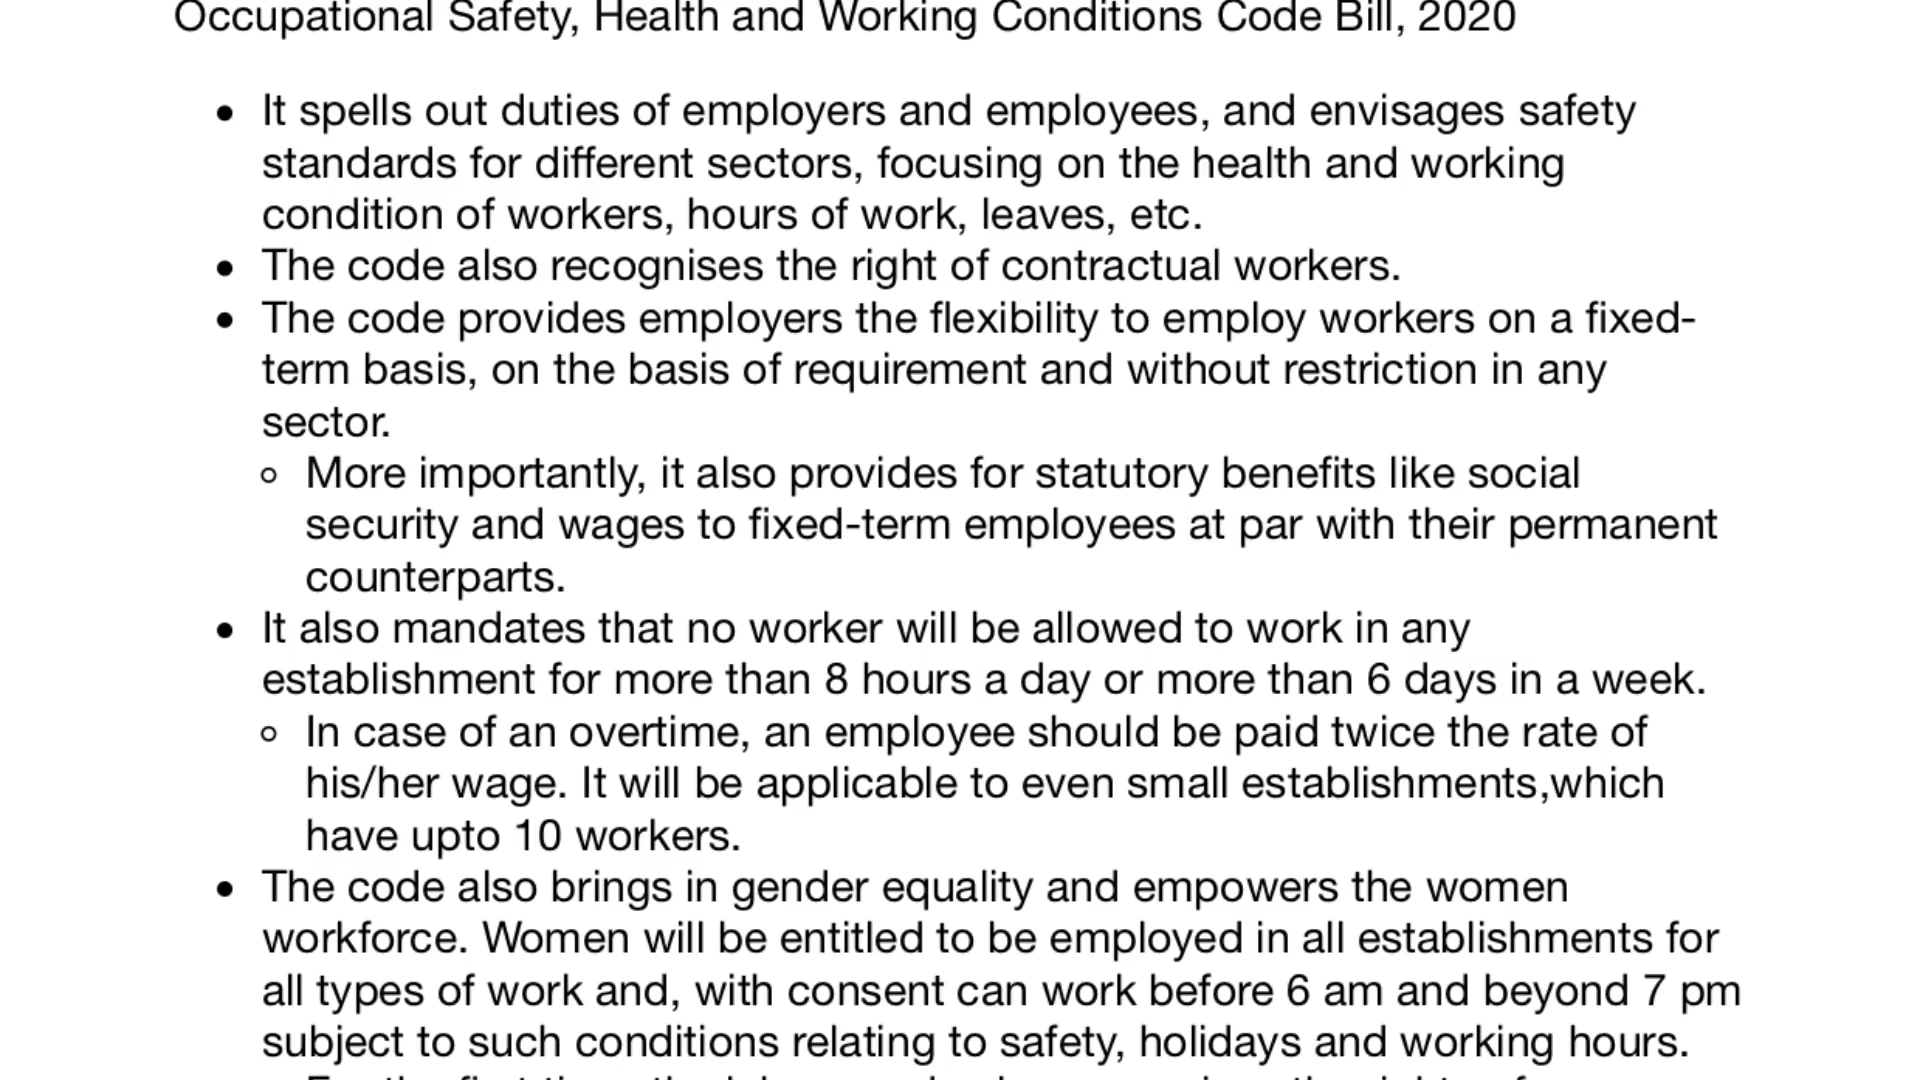 Occupational Safety, Health and Working Conditions Code Bill, 2020
• It spells out duties of employers and employees, and envisages safety
standards for different sectors, focusing on the health and working
condition of workers, hours of work, leaves, etc.
• The code also recognises the right of contractual workers.
• The code provides employers the flexibility to employ workers on a fixed-
term basis, on the basis of requirement and without restriction in any
sector.
◦ More importantly, it also provides for statutory benefits like social
security and wages to fixed-term employees at par with their permanent
counterparts.
• It also mandates that no worker will be allowed to work in any
establishment for more than 8 hours a day or more than 6 days in a week.
◦ In case of an overtime, an employee should be paid twice the rate of
his/her wage. It will be applicable to even small establishments,which
have upto 10 workers.
• The code also brings in gender equality and empowers the women
workforce. Women will be entitled to be employed in all establishments for
all types of work and, with consent can work before 6 am and beyond 7 pm
subject to such conditions relating to safety, holidays and working hours.